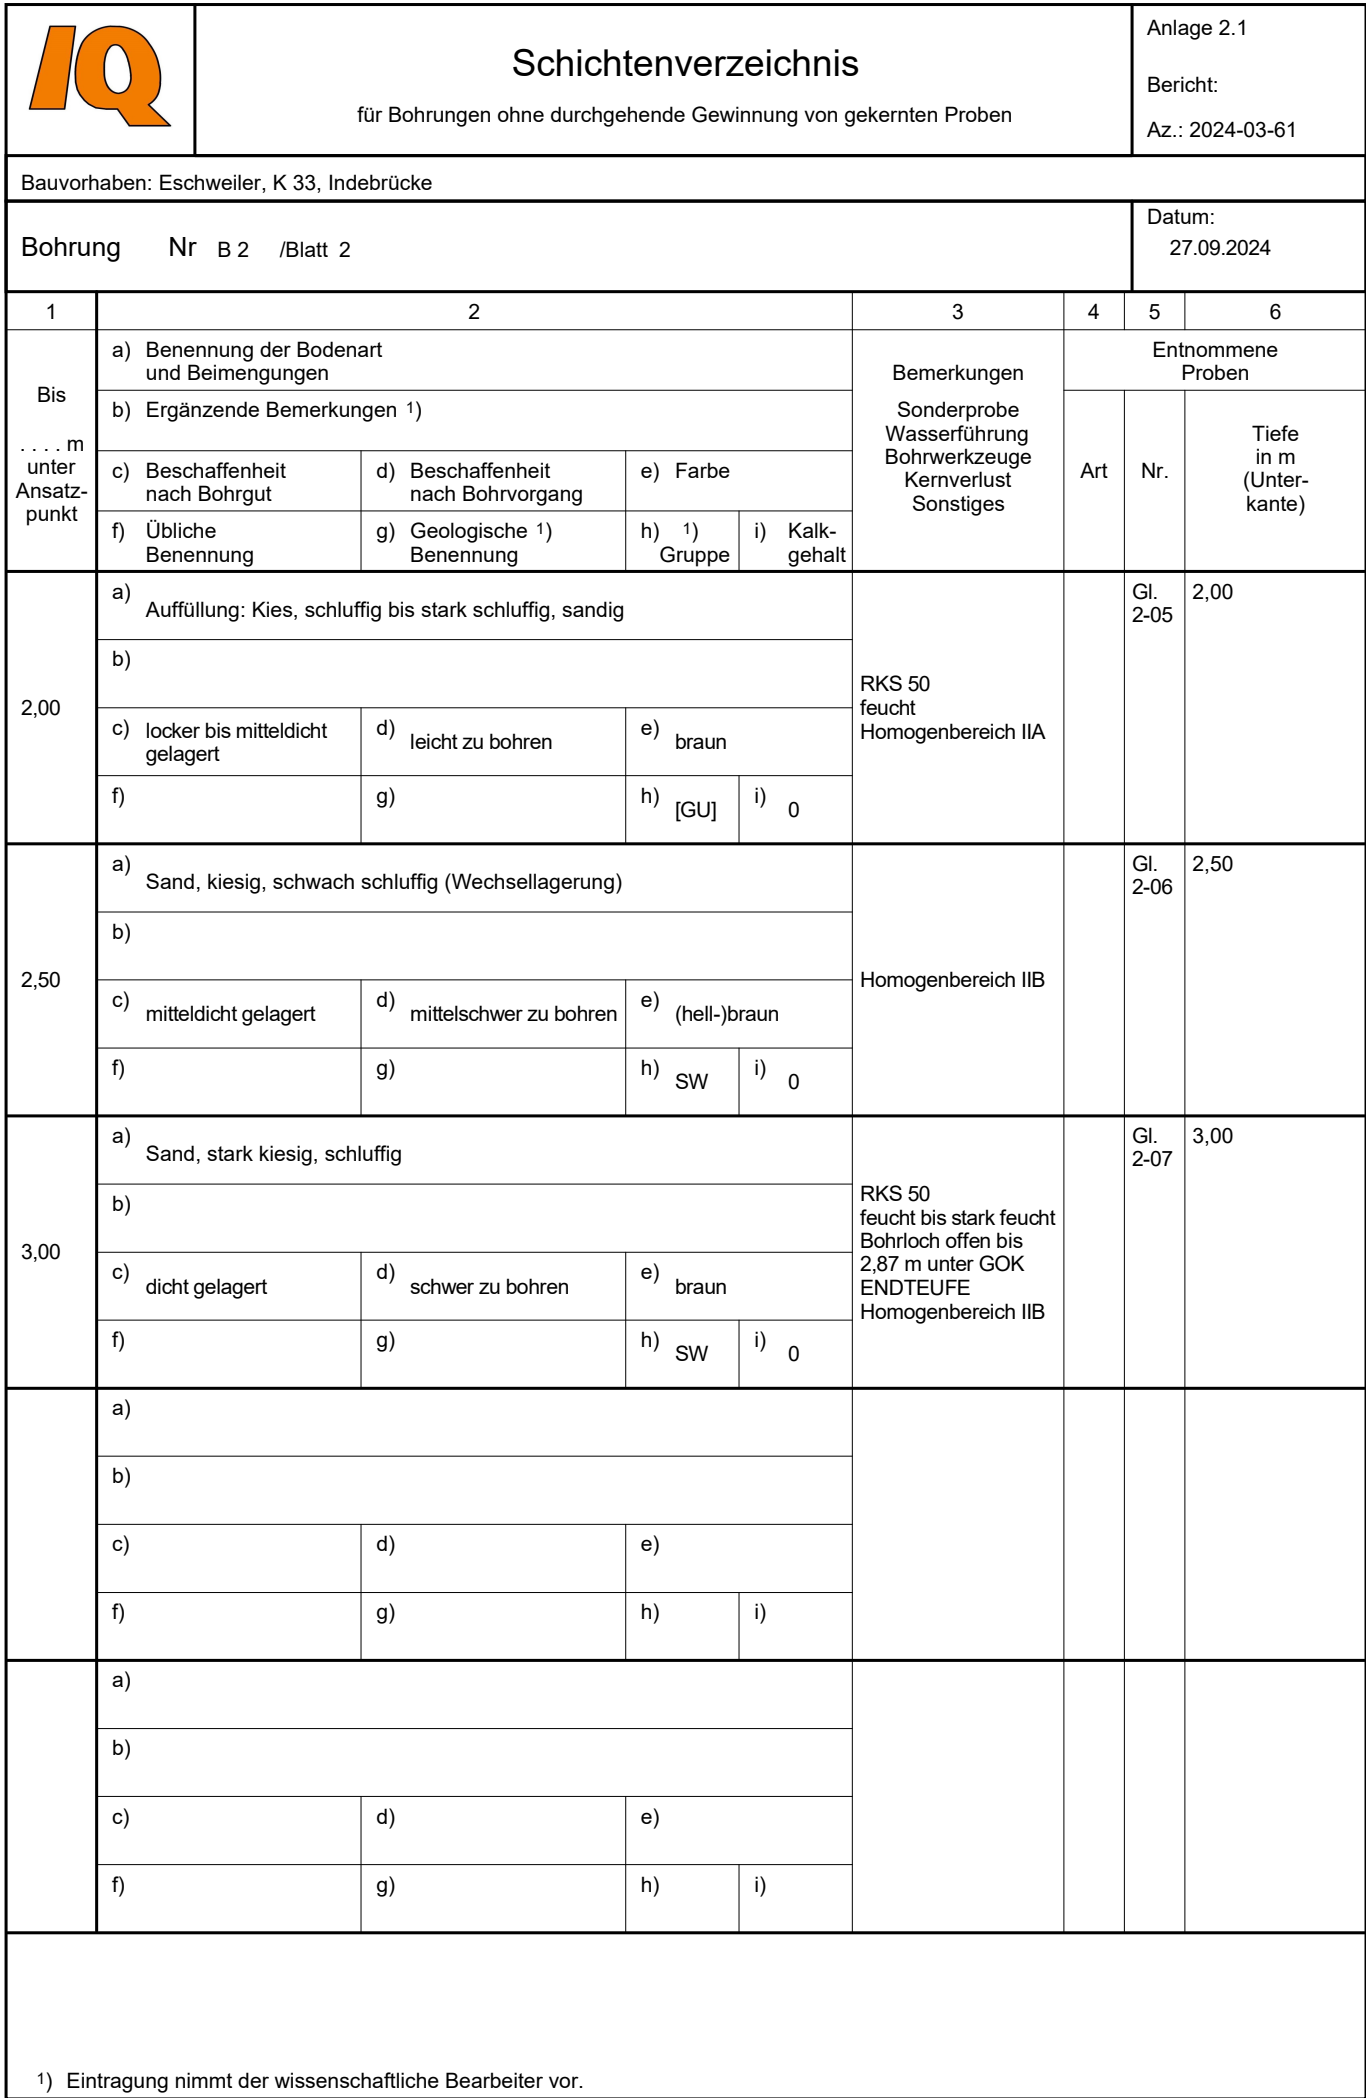 IQ
Schichtenverzeichnis
für Bohrungen ohne durchgehende Gewinnung von gekernten Proben
Anlage 2.1
Bericht:
Az.: 2024-03-61
Bauvorhaben: Eschweiler, K 33, Indebrücke
Bohrung Nr B 2 /Blatt 2
Datum:
27.09.2024
1 2 3 4 5 6
Bis
. . . . m
unter
Ansatz-
punkt
a) Benennung der Bodenart
und Beimengungen
b) Ergänzende Bemerkungen 1)
c) Beschaffenheit
nach Bohrgut
d) Beschaffenheit
nach Bohrvorgang
e) Farbe
f) Übliche
Benennung
g) Geologische 1)
Benennung
h) 1)
Gruppe
i) Kalk-
gehalt
Bemerkungen
Sonderprobe
Wasserführung
Bohrwerkzeuge
Kernverlust
Sonstiges
Entnommene
Proben
Art
Nr.
Tiefe
in m
(Unter-
kante)
2,00
a) Auffüllung: Kies, schluffig bis stark schluffig, sandig
b)
c) locker bis mitteldicht
gelagert
d) leicht zu bohren
e) braun
f)
g)
h) [GU]
i) 0
RKS 50
feucht
Homogenbereich IIA
Gl.
2-05
2,00
2,50
a) Sand, kiesig, schwach schluffig (Wechsellagerung)
b)
c) mitteldicht gelagert
d) mittelschwer zu bohren
e) (hell-)braun
f)
g)
h) SW
i) 0
Homogenbereich IIB
Gl.
2-06
2,50
3,00
a) Sand, stark kiesig, schluffig
b)
c) dicht gelagert
d) schwer zu bohren
e) braun
f)
g)
h) SW
i) 0
RKS 50
feucht bis stark feucht
Bohrloch offen bis
2,87 m unter GOK
ENDTEUFE
Homogenbereich IIB
Gl.
2-07
3,00
a)
b)
c)
d)
e)
f)
g)
h)
i)
a)
b)
c)
d)
e)
f)
g)
h)
i)
1) Eintragung nimmt der wissenschaftliche Bearbeiter vor.